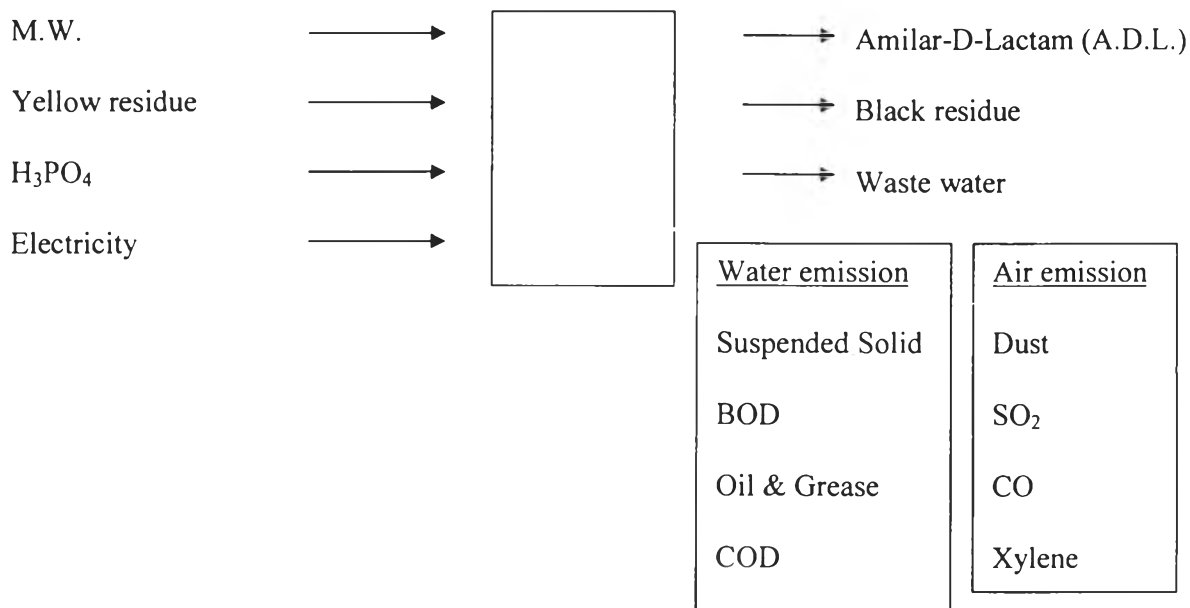 M.W.
Yellow residue
H₃PO₄
Electricity
Amilar-D-Lactam (A.D.L.)
Black residue
Waste water
Water emission
Suspended Solid
BOD
Oil & Grease
COD
Air emission
Dust
SO₂
CO
Xylene